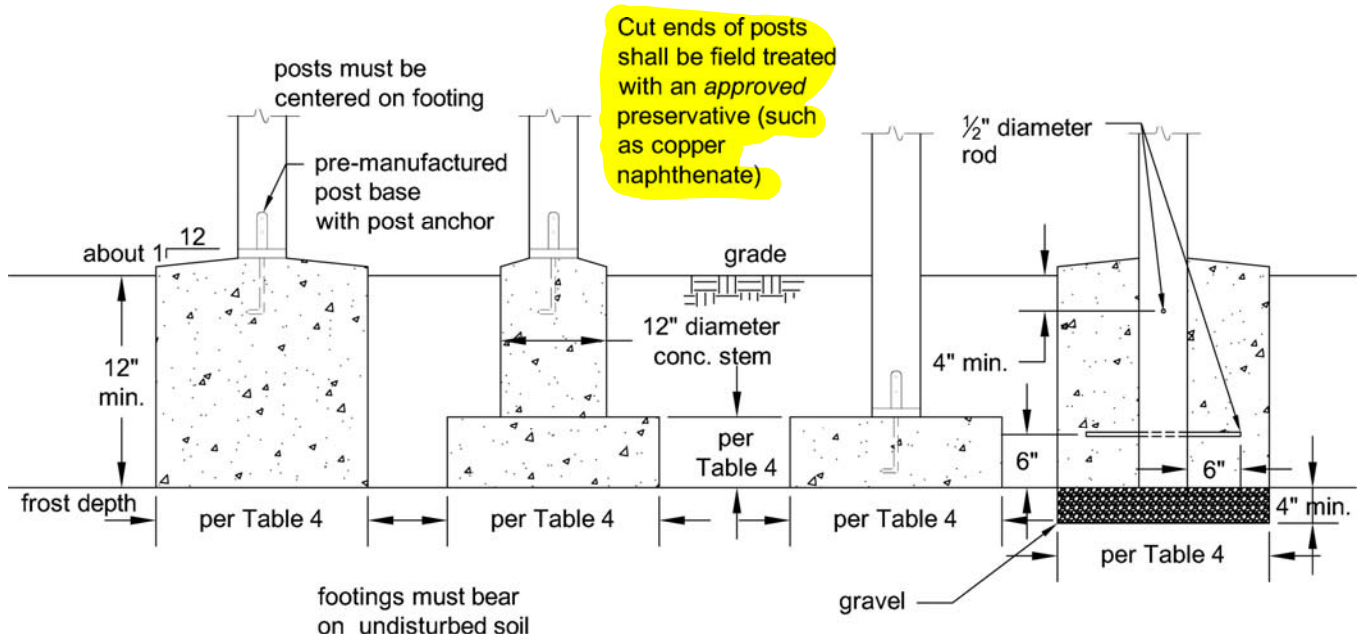 posts must be
centered on footing
Cut ends of posts
shall be field treated
with an approved
preservative (such
as copper
naphthenate)
½" diameter
rod
pre-manufactured
post base
with post anchor
12
about 1
grade
12" diameter
conc. stem
4" min.
12"
min.
per
Table 4
6"
6"
4" min.
frost depth
per Table 4
per Table 4
per Table 4
per Table 4
gravel
footings must bear
on undisturbed soil